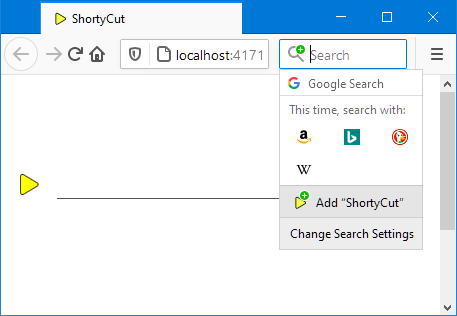 ShortyCut
localhost:4171
Search
Google Search
This time, search with:
Add “ShortyCut”
Change Search Settings